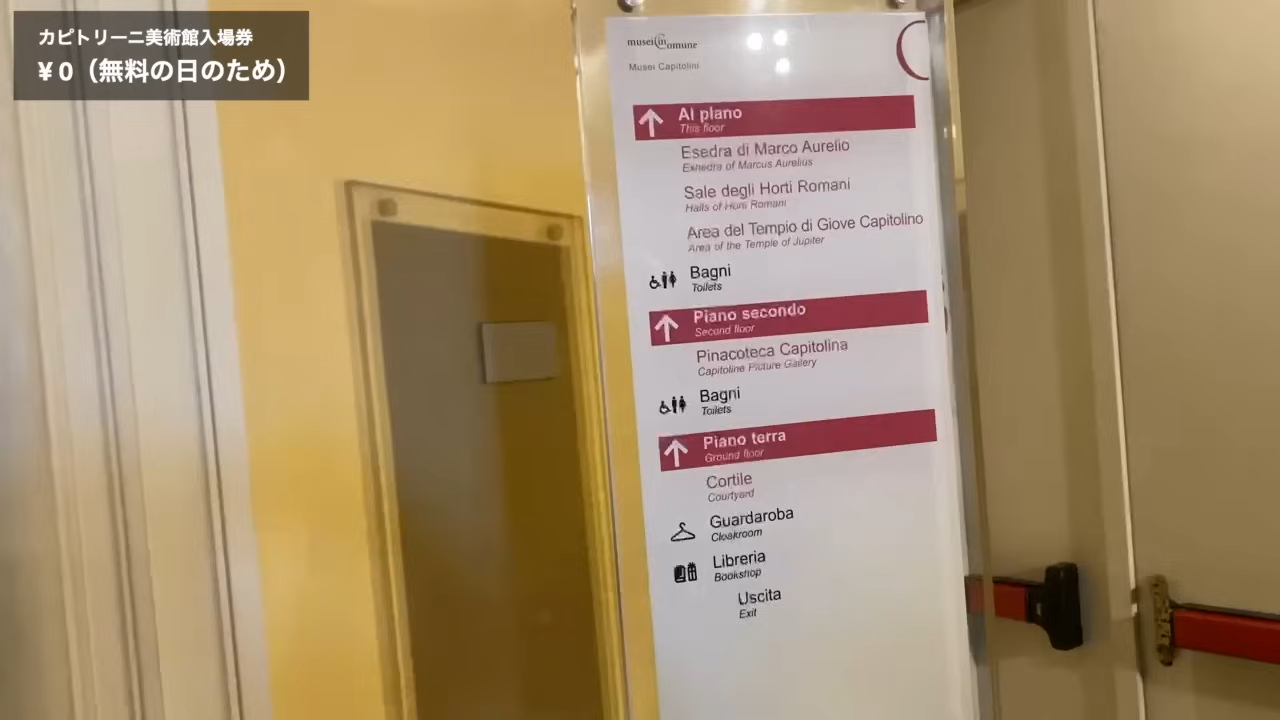 カピトリーニ美術館入場券
¥0（無料の日のため）
musei in comune
Musei Capitolini
Al piano
This floor
Esedra di Marco Aurelio
Exhedra of Marcus Aurelius
Sale degli Horti Romani
Halls of Horti Romani
Area del Tempio di Giove Capitolino
Area of the Temple of Jupiter
Bagni
Toilets
Piano secondo
Second floor
Pinacoteca Capitolina
Capitoline Picture Gallery
Bagni
Toilets
Piano terra
Ground floor
Cortile
Courtyard
Guardaroba
Cloakroom
Libreria
Bookshop
Uscita
Exit